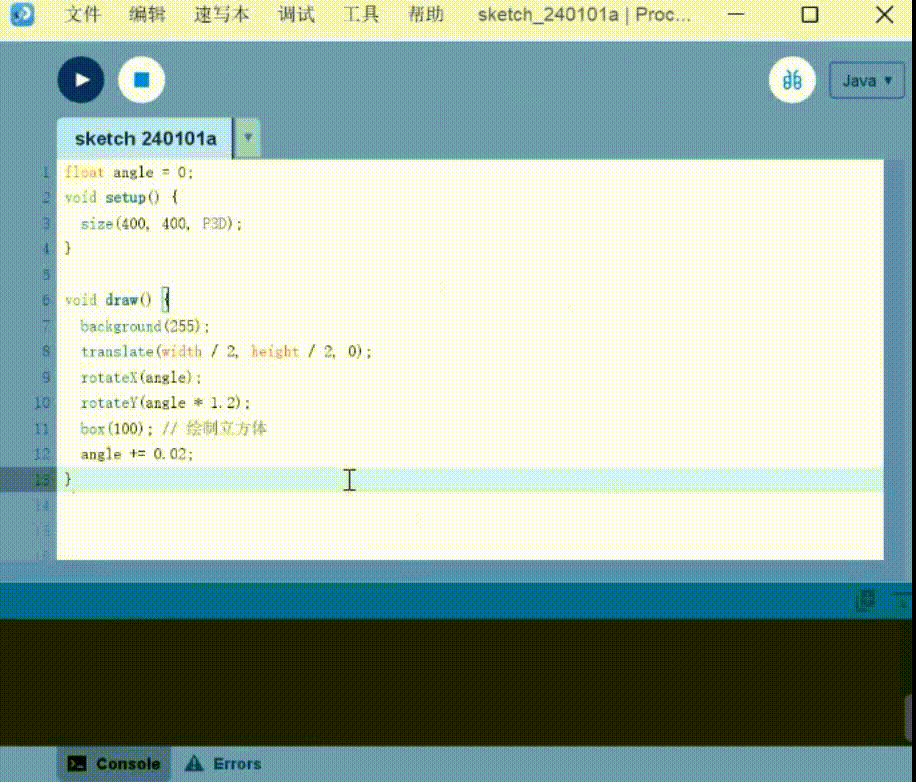 文件 编辑 速写本 调试 工具 帮助 sketch_240101a | Proc...
Java
sketch 240101a
1 float angle = 0;
2 void setup() {
3 size(400, 400, P3D);
4 }
5
6 void draw() {
7 background(255);
8 translate(width / 2, height / 2, 0);
9 rotateX(angle);
10 rotateY(angle * 1.2);
11 box(100); // 绘制立方体
12 angle += 0.02;
13 }
14
15
Console Errors